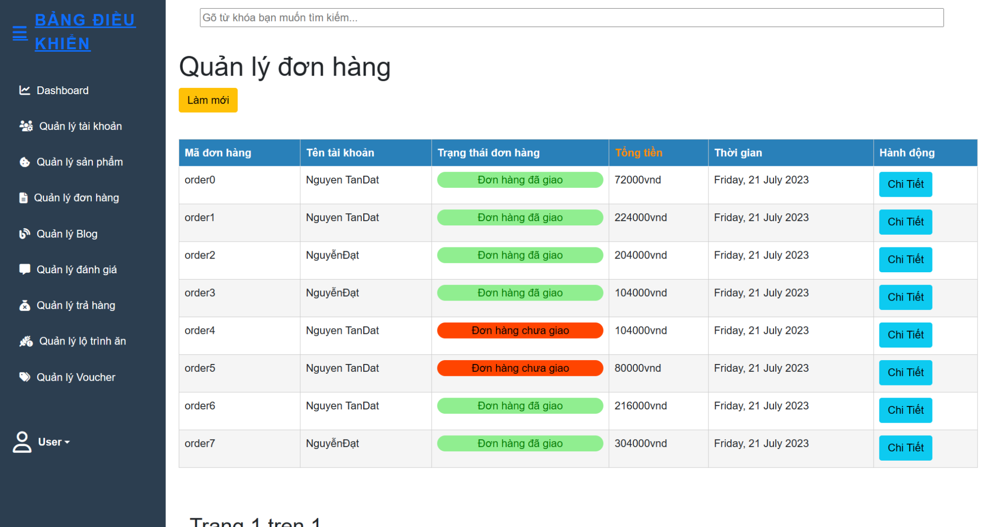 BẢNG ĐIỀU
KHIỂN
Dashboard
Quản lý tài khoản
Quản lý sản phẩm
Quản lý đơn hàng
Quản lý Blog
Quản lý đánh giá
Quản lý trả hàng
Quản lý lộ trình ăn
Quản lý Voucher
User
Gõ từ khóa bạn muốn tìm kiếm...
Quản lý đơn hàng
Làm mới
Mã đơn hàng Tên tài khoản Trạng thái đơn hàng Tổng tiền Thời gian Hành động
order0 Nguyen TanDat Đơn hàng đã giao 72000vnd Friday, 21 July 2023 Chi Tiết
order1 Nguyen TanDat Đơn hàng đã giao 224000vnd Friday, 21 July 2023 Chi Tiết
order2 NguyễnĐạt Đơn hàng đã giao 204000vnd Friday, 21 July 2023 Chi Tiết
order3 NguyễnĐạt Đơn hàng đã giao 104000vnd Friday, 21 July 2023 Chi Tiết
order4 Nguyen TanDat Đơn hàng chưa giao 104000vnd Friday, 21 July 2023 Chi Tiết
order5 Nguyen TanDat Đơn hàng chưa giao 80000vnd Friday, 21 July 2023 Chi Tiết
order6 Nguyen TanDat Đơn hàng đã giao 216000vnd Friday, 21 July 2023 Chi Tiết
order7 NguyễnĐạt Đơn hàng đã giao 304000vnd Friday, 21 July 2023 Chi Tiết
Trang 1 tren 1